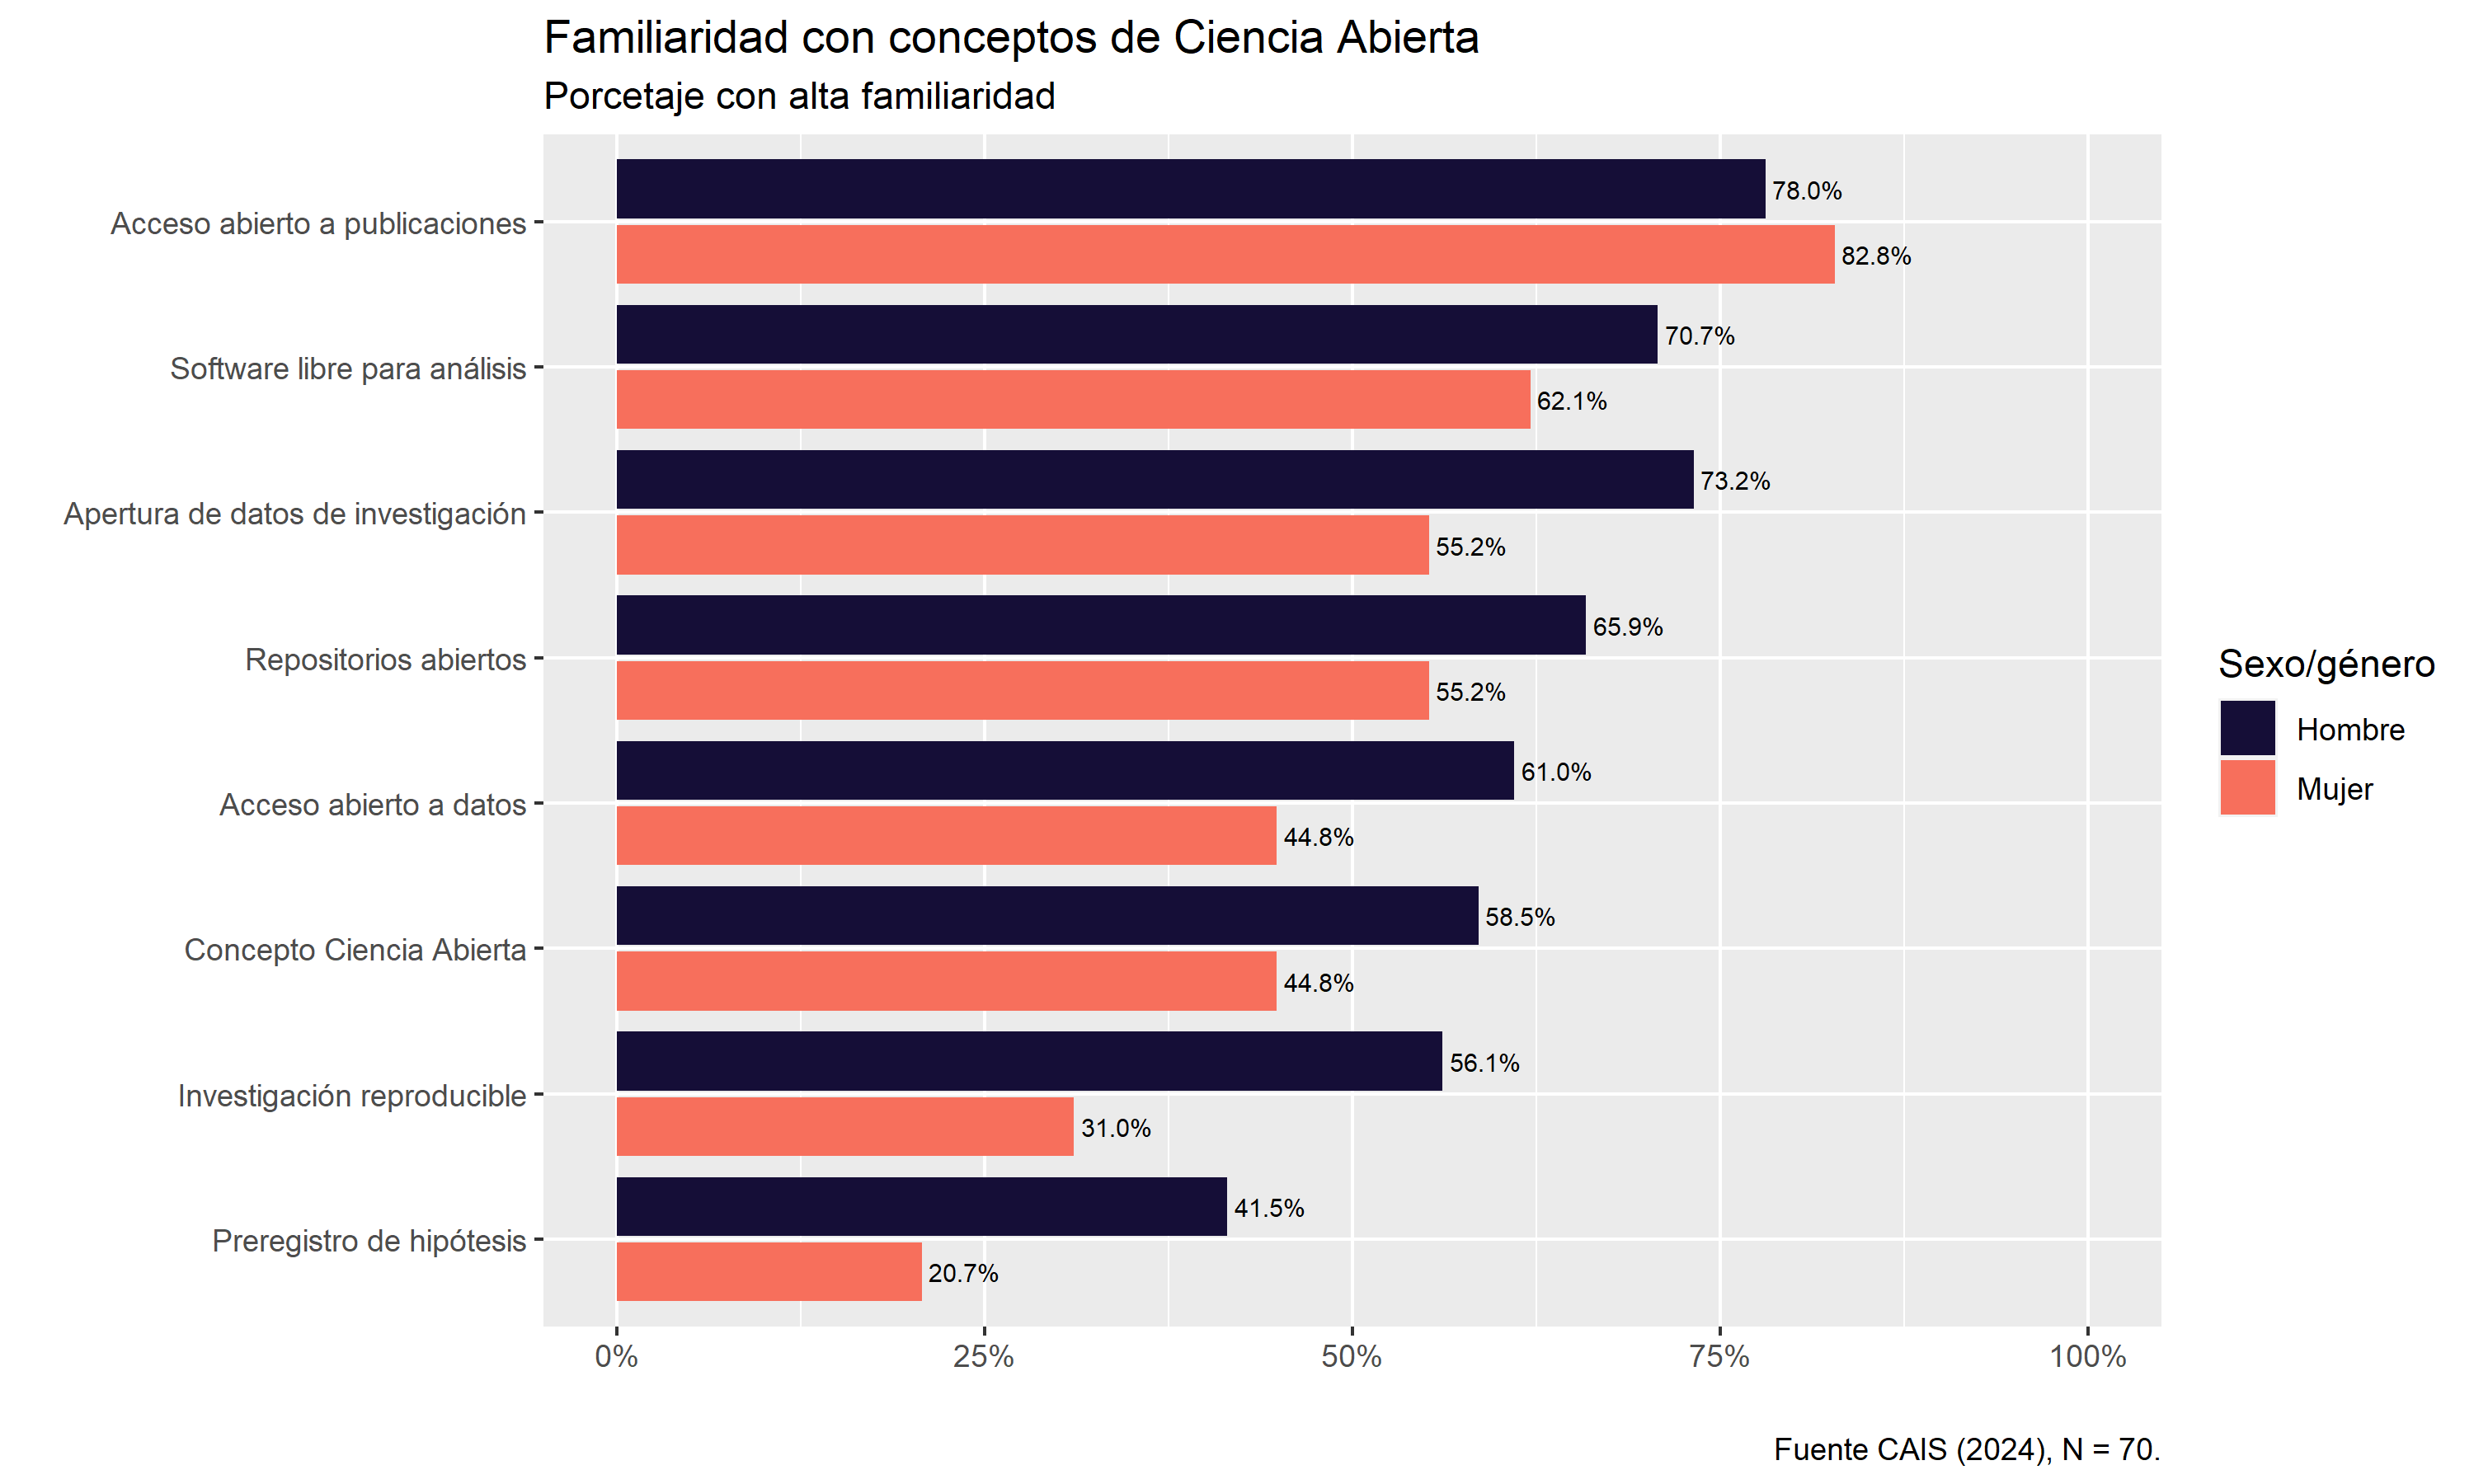 Familiaridad con conceptos de Ciencia Abierta
Porcetaje con alta familiaridad
Acceso abierto a publicaciones
78.0%
82.8%
Software libre para análisis
70.7%
62.1%
Apertura de datos de investigación
73.2%
55.2%
Repositorios abiertos
65.9%
55.2%
Acceso abierto a datos
61.0%
44.8%
Concepto Ciencia Abierta
58.5%
44.8%
Investigación reproducible
56.1%
31.0%
Preregistro de hipótesis
41.5%
20.7%
0% 25% 50% 75% 100%
Sexo/género
Hombre
Mujer
Fuente CAIS (2024), N = 70.